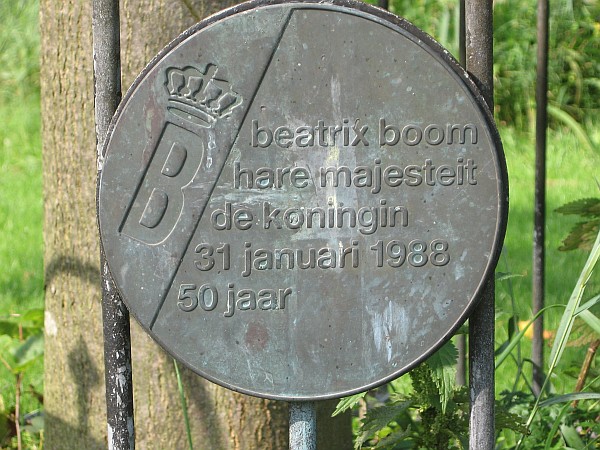 B
beatrix boom
hare majesteit
de koningin
31 januari 1988
50 jaar